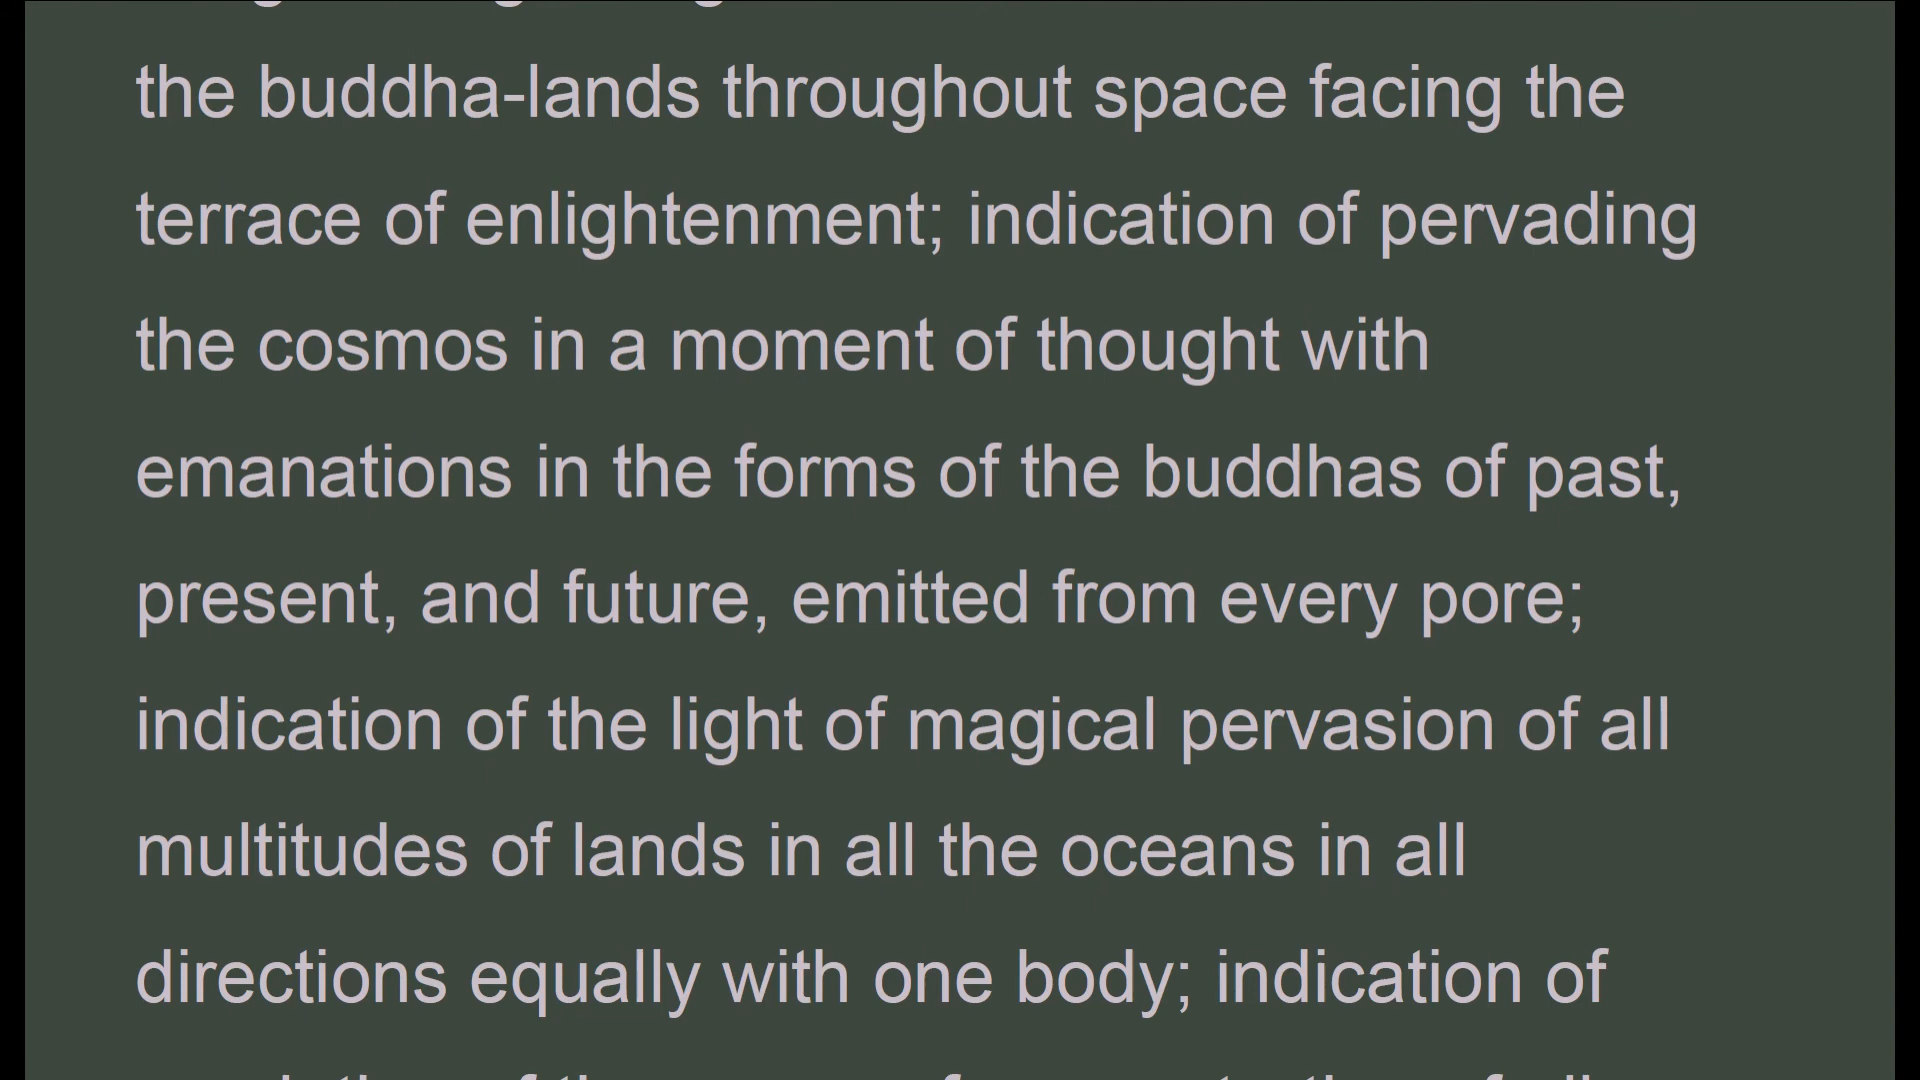 the buddha-lands throughout space facing the
terrace of enlightenment; indication of pervading
the cosmos in a moment of thought with
emanations in the forms of the buddhas of past,
present, and future, emitted from every pore;
indication of the light of magical pervasion of all
multitudes of lands in all the oceans in all
directions equally with one body; indication of